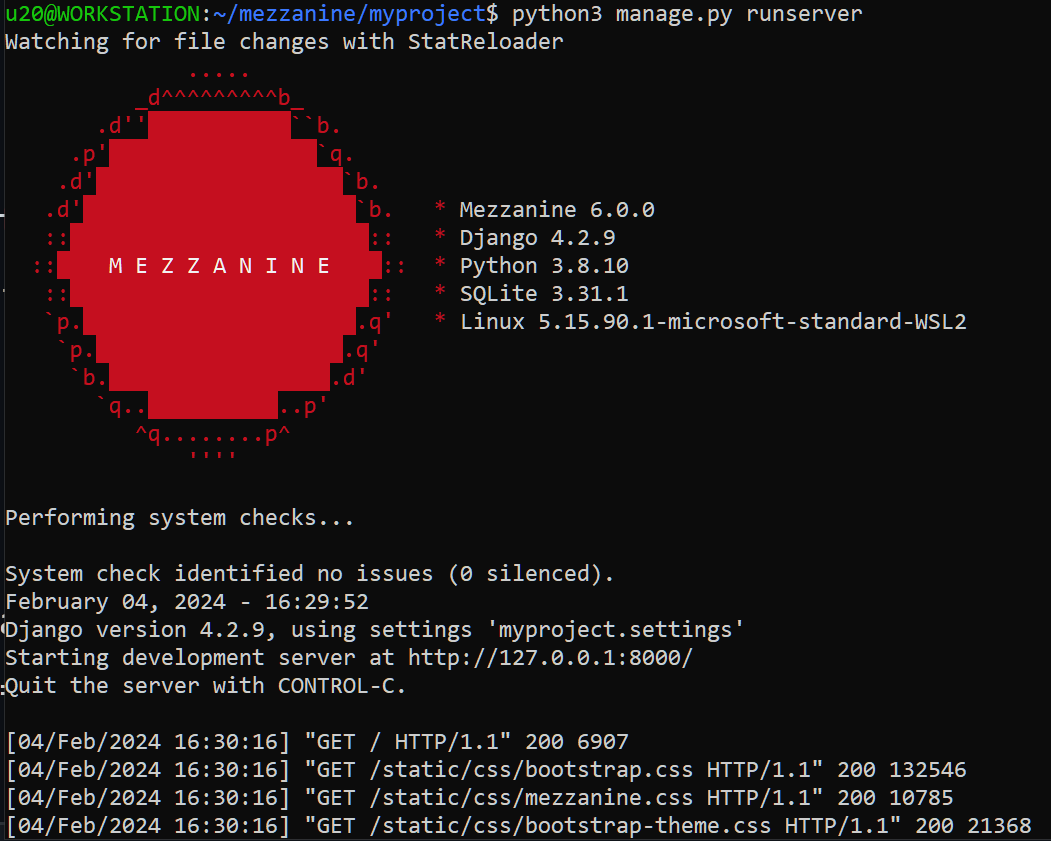 u20@WORKSTATION:~/mezzanine/myproject$ python3 manage.py runserver
Watching for file changes with StatReloader
.....
_d^^^^^^^^^b_
.d''           ``b.
.p'                `q.
.d'                   `b.
.d'                     `b.   * Mezzanine 6.0.0
::                       ::   * Django 4.2.9
::    M E Z Z A N I N E    ::  * Python 3.8.10
::                       ::   * SQLite 3.31.1
`p.                     .q'   * Linux 5.15.90.1-microsoft-standard-WSL2
`p.                   .q'
`b.                 .d'
`q..          ..p'
^q........p^
''''
Performing system checks...
System check identified no issues (0 silenced).
February 04, 2024 - 16:29:52
Django version 4.2.9, using settings 'myproject.settings'
Starting development server at http://127.0.0.1:8000/
Quit the server with CONTROL-C.
[04/Feb/2024 16:30:16] "GET / HTTP/1.1" 200 6907
[04/Feb/2024 16:30:16] "GET /static/css/bootstrap.css HTTP/1.1" 200 132546
[04/Feb/2024 16:30:16] "GET /static/css/mezzanine.css HTTP/1.1" 200 10785
[04/Feb/2024 16:30:16] "GET /static/css/bootstrap-theme.css HTTP/1.1" 200 21368